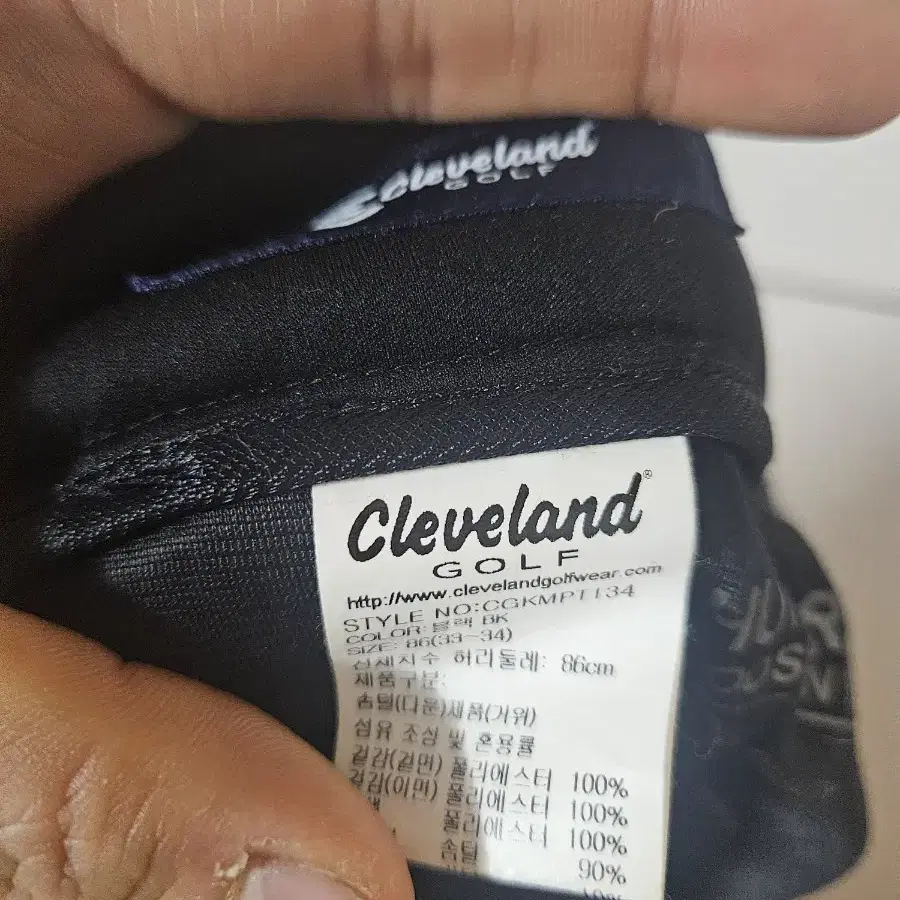 Cleveland
GOLF
Cleveland®
GOLF
http://www.clevelandgolfwear.com
STYLE NO:CGKMP1134
COLOR:블랙 BK
SIZE: 86(33~34)
신체치수 허리둘레: 86cm
제품구분:
솜털(다운)제품(거위)
섬유 조성 및 혼용률
겉감(겉면) 폴리에스터 100%
겉감(이면) 폴리에스터 100%
폴리에스터 100%
솜털 90%